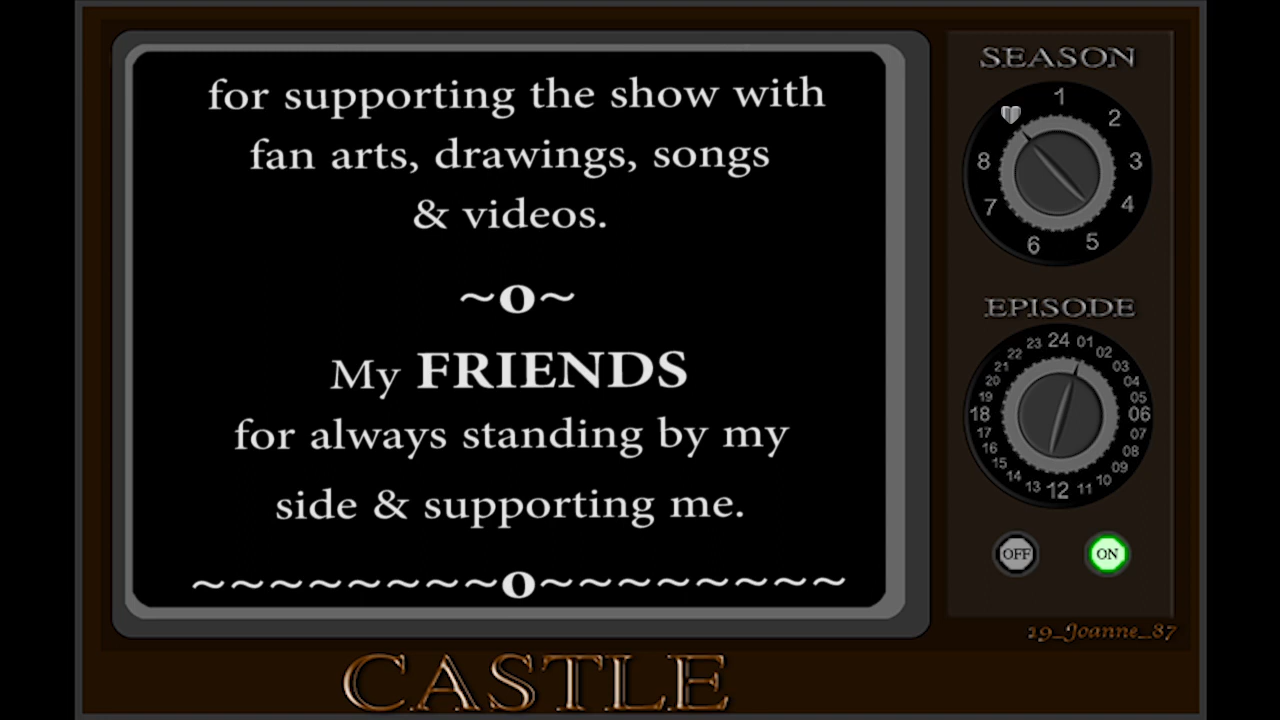 for supporting the show with
fan arts, drawings, songs
& videos.
~o~
My FRIENDS
for always standing by my
side & supporting me.
~~~~~~~~o~~~~~~~~
SEASON
1
2
3
4
5
6
7
8
EPISODE
24
01
02
03
04
05
06
07
08
09
10
11
12
13
14
15
16
17
18
19
20
21
22
23
OFF
ON
19_Joanne_87
CASTLE